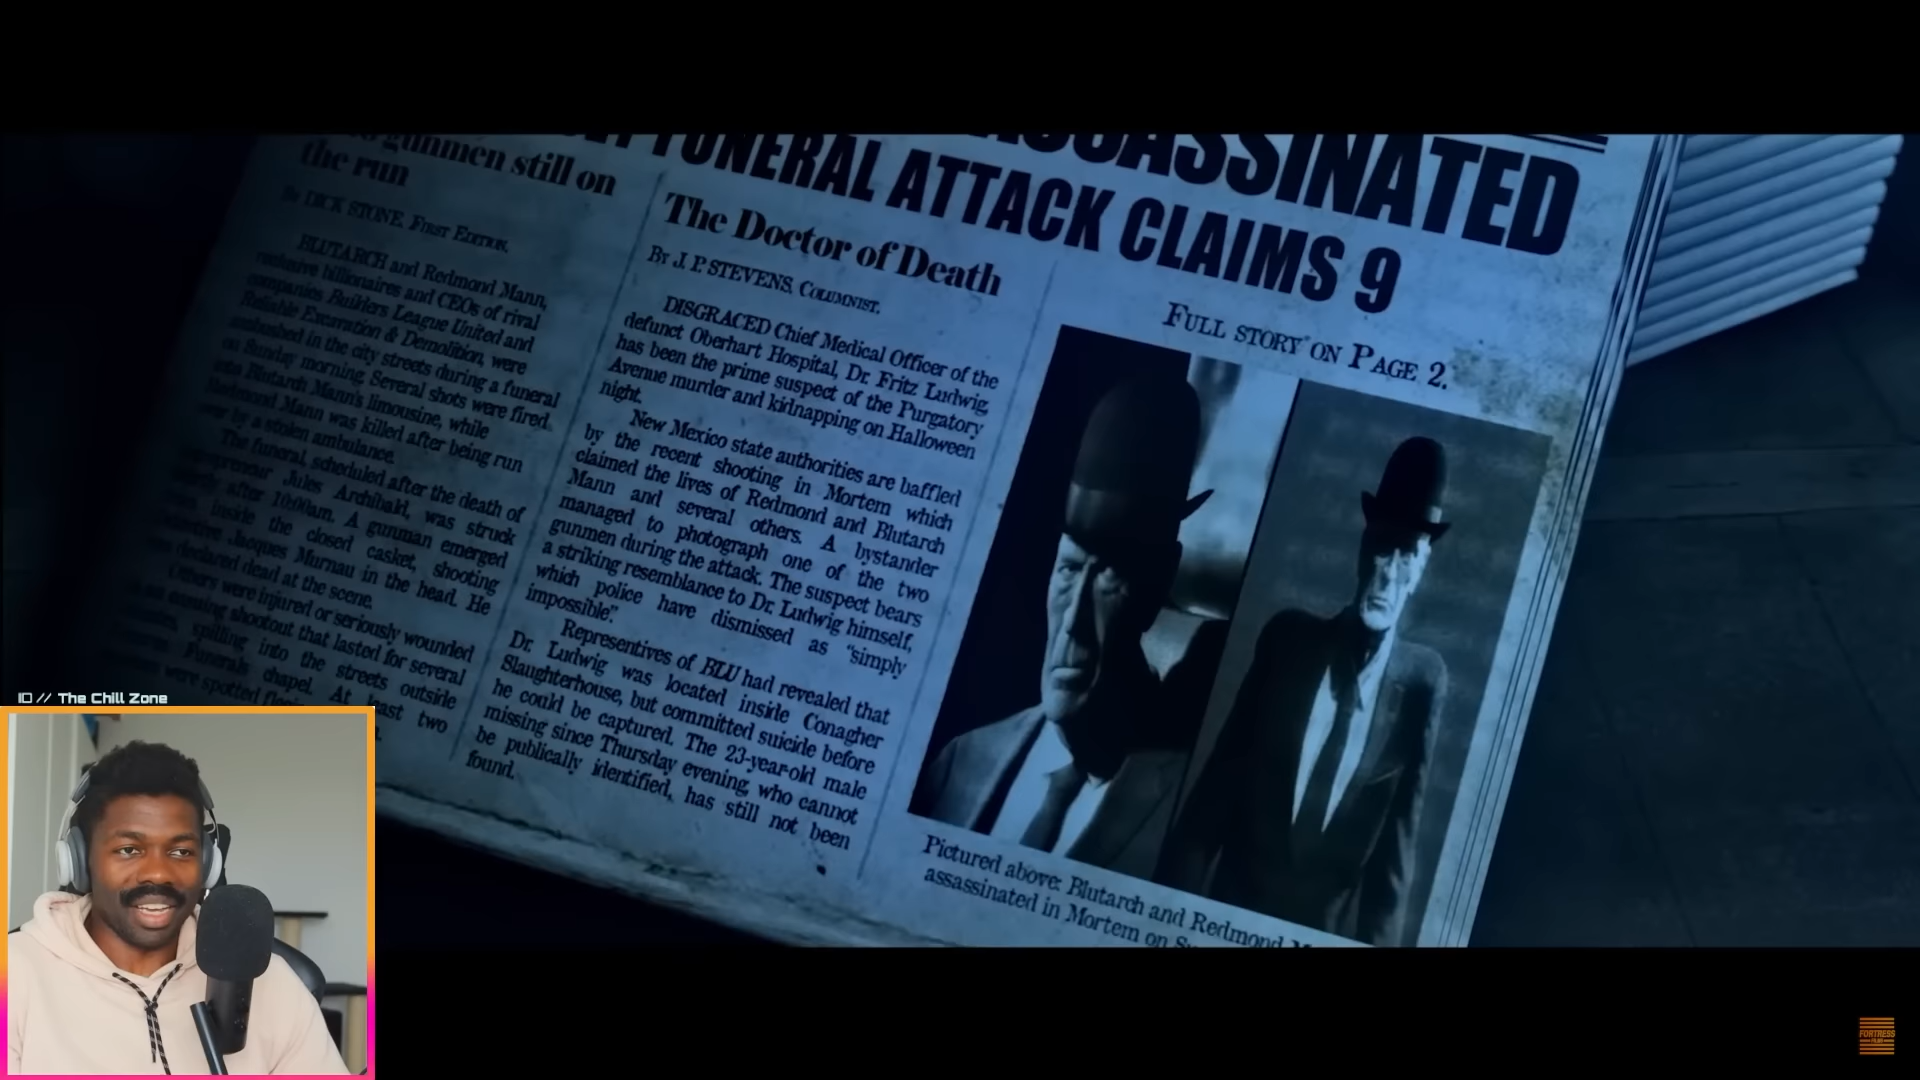 ASSASSINATED
FUNERAL ATTACK CLAIMS 9
gunmen still on
the run
By DICK STONE, First Edition.
BLUTARCH and Redmond Mann,
reclusive billionaires and CEOs of rival
companies Builders League United and
Reliable Excavation & Demolition, were
ambushed in the city streets during a funeral
on Sunday morning. Several shots were fired
into Blutarch Mann's limousine, while
Redmond Mann was killed after being run
over by a stolen ambulance.
The funeral, scheduled after the death of
Jules Archibald, was struck
after 10:00am. A gunman emerged
inside the closed casket, shooting
Jacques Murnau in the head. He
was declared dead at the scene.
Others were injured or seriously wounded
ensuing shootout that lasted for several
spilling into the streets outside
Funerals chapel. At least two
were spotted
The Doctor of Death
By J. P. STEVENS, Columnist.
DISGRACED Chief Medical Officer of the
defunct Oberhart Hospital, Dr. Fritz Ludwig,
has been the prime suspect of the Purgatory
Avenue murder and kidnapping on Halloween
night.
New Mexico state authorities are baffled
by the recent shooting in Mortem which
claimed the lives of Redmond and Blutarch
Mann and several others. A bystander
managed to photograph one of the two
gunmen during the attack. The suspect bears
a striking resemblance to Dr. Ludwig himself,
which police have dismissed as "simply
impossible".
Representives of BLU had revealed that
Dr. Ludwig was located inside Conagher
Slaughterhouse, but committed suicide before
he could be captured. The 23-year-old male
missing since Thursday evening, who cannot
be publically identified, has still not been
found.
Full story on Page 2.
Pictured above: Blutarch and Redmond
assassinated in Mortem on
ID // The Chill Zone
FORTRESS